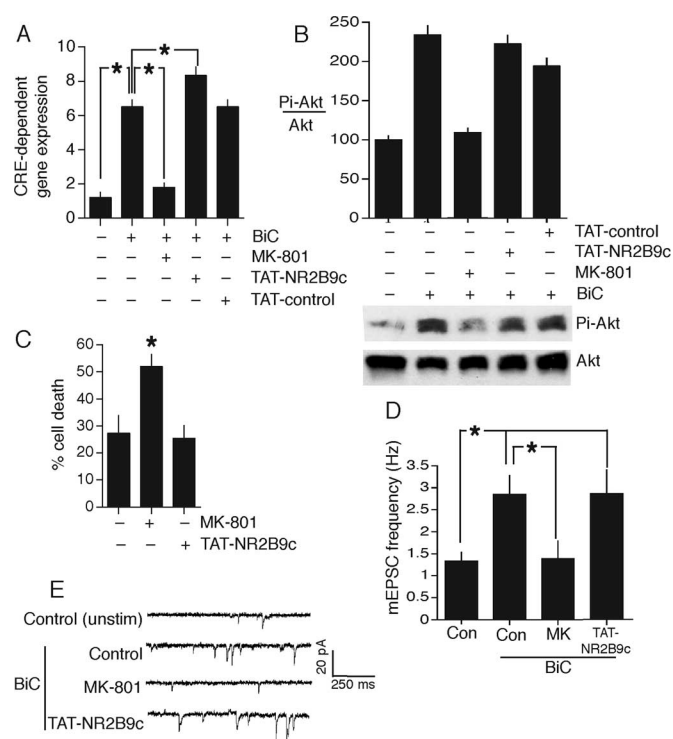 A
CRE-dependent
gene expression
10
8
6
4
2
0
*
*
*
– + + + + BiC
– – + – – MK-801
– – – + – TAT-NR2B9c
– – – – + TAT-control
B
Pi-Akt
Akt
250
200
150
100
50
0
– – – – + TAT-control
– – – + – TAT-NR2B9c
– – + – – MK-801
– + + + + BiC
Pi-Akt
Akt
C
% cell death
60
50
40
30
20
10
0
*
– + – MK-801
– – + TAT-NR2B9c
D
mEPSC frequency (Hz)
3.5
3
2.5
2
1.5
1
0.5
0
*
*
Con Con MK TAT-
NR2B9c
BiC
E
Control (unstim)
Control
BiC
MK-801
TAT-NR2B9c
20 pA
250 ms